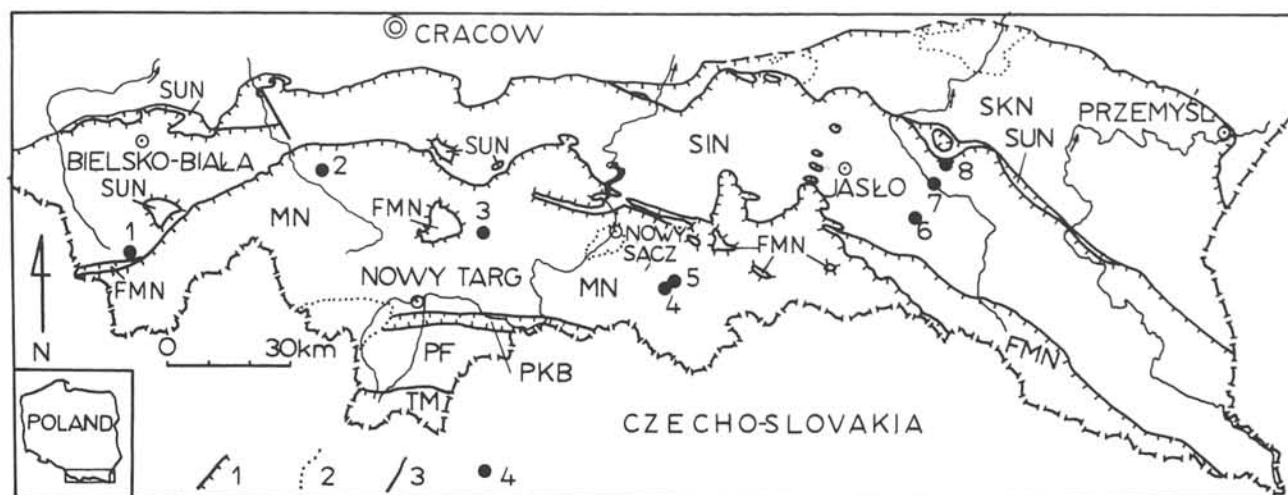 CRACOW
SUN
SKN
PRZEMYŚL
SUN
BIELSKO-BIAŁA
SUN
SIN
SUN
8
JASŁO
2
7
MN
FMN
3
6
NOWY
SĄCZ
FMN
1
FMN
NOWY TARG
MN
5
4
N
0 30km
PF
PKB
FMN
TMI
CZECHO-SLOVAKIA
POLAND
1 2 3 4